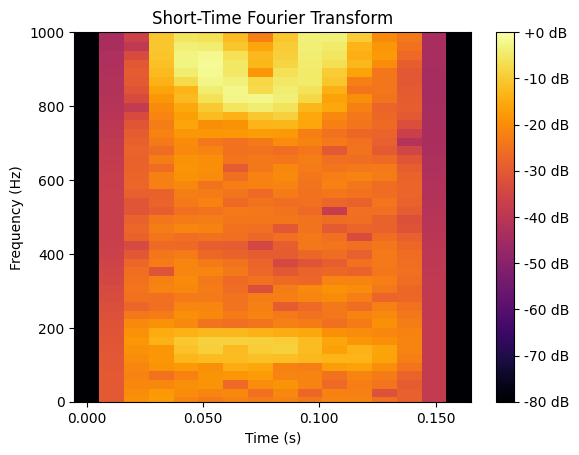 Short-Time Fourier Transform
1000
800
600
400
200
0
Frequency (Hz)
0.000
0.050
0.100
0.150
Time (s)
+0 dB
-10 dB
-20 dB
-30 dB
-40 dB
-50 dB
-60 dB
-70 dB
-80 dB